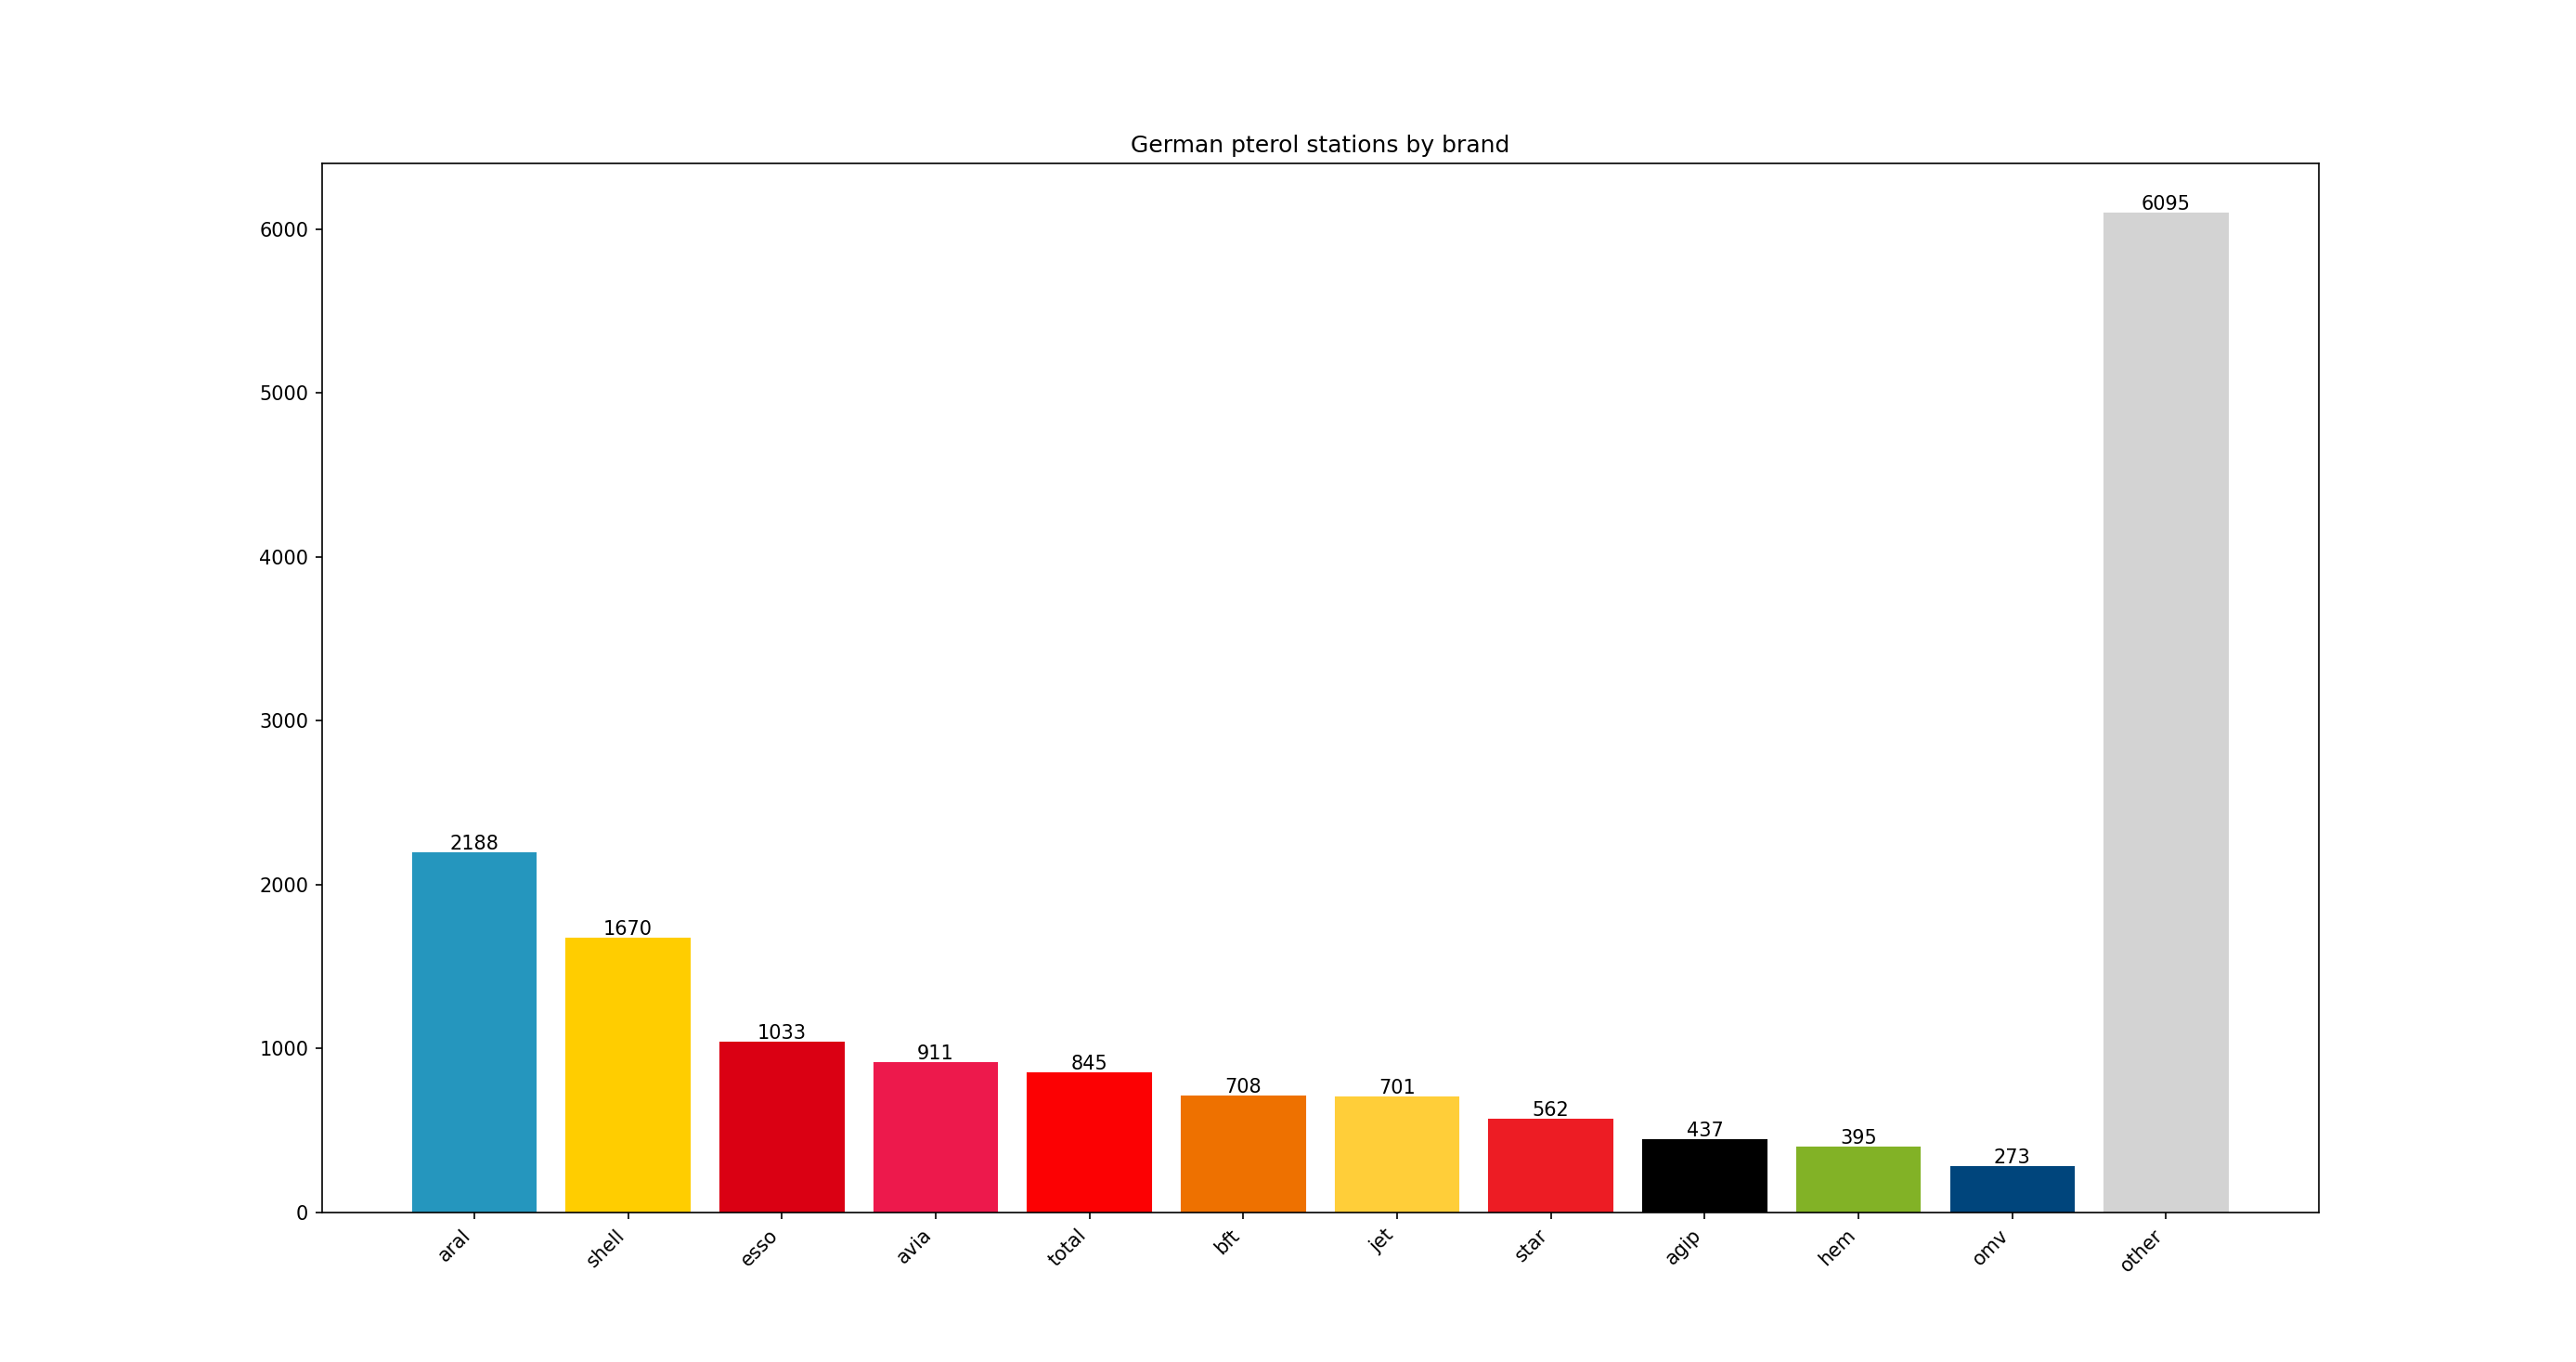 German pterol stations by brand
6000
5000
4000
3000
2000
1000
0
2188
1670
1033
911
845
708
701
562
437
395
273
6095
aral
shell
esso
avia
total
bft
jet
star
agip
hem
omv
other